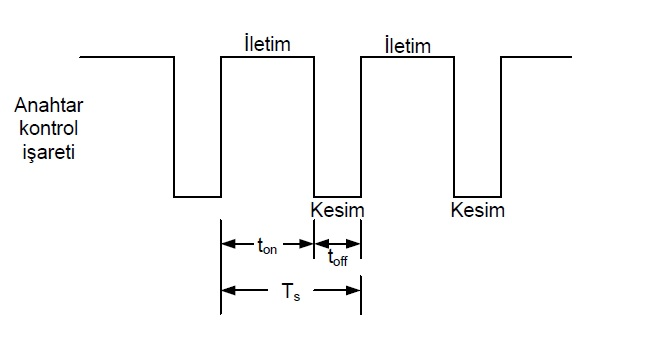 İletim
İletim
Anahtar
kontrol
işareti
Kesim
Kesim
ton
toff
Ts